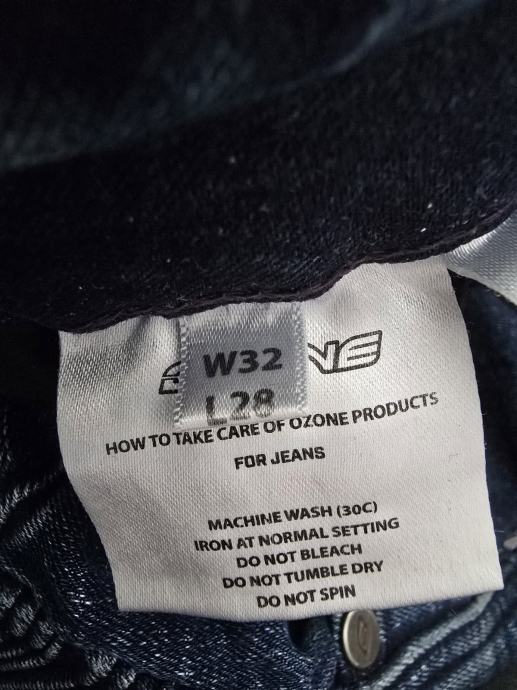 W32
L28
HOW TO TAKE CARE OF OZONE PRODUCTS
FOR JEANS
MACHINE WASH (30C)
IRON AT NORMAL SETTING
DO NOT BLEACH
DO NOT TUMBLE DRY
DO NOT SPIN